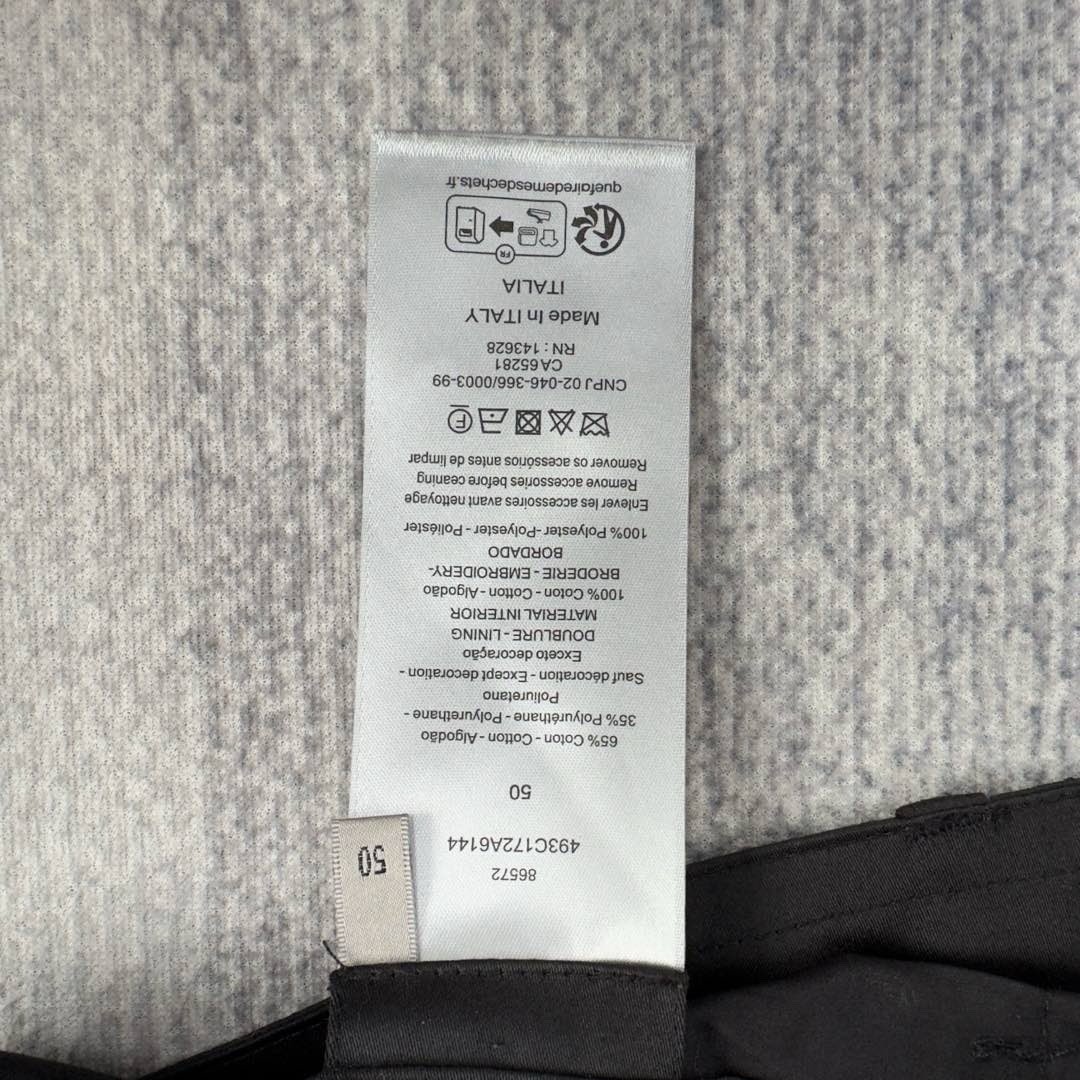 86572
493C172A6144
50
65% Coton - Cotton - Algodão
35% Polyuréthane - Polyurethane -
Poliuretano
Sauf décoration - Except decoration -
Exceto decoração
DOUBLURE - LINING
MATERIAL INTERIOR
100% Coton - Cotton - Algodão
BRODERIE - EMBROIDERY-
BORDADO
100% Polyester- Polyester - Poliéster
Enlever les accessoires avant nettoyage
Remove accessories before ceaning
Remover os acessórios antes de limpar
F
CNPJ 02-046-366/0003-99
CA 65281
RN : 143628
Made In ITALY
ITALIA
FR
quefairedemesdechets.fr
50